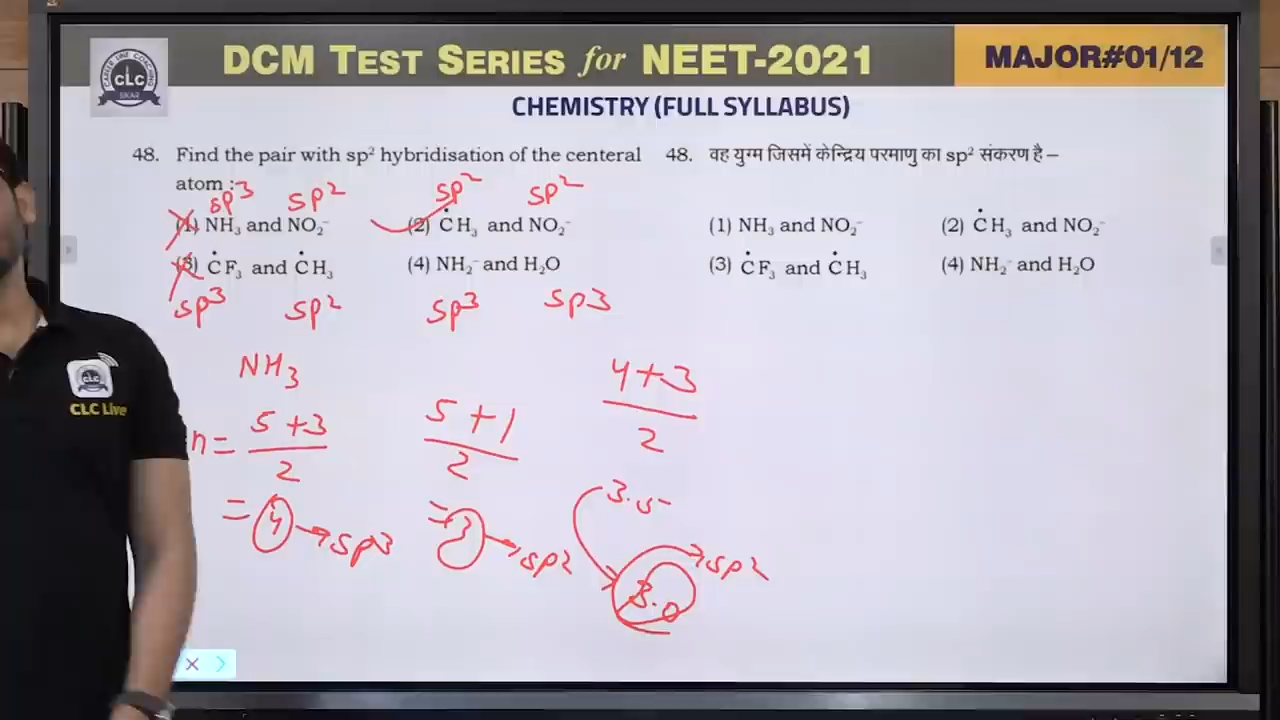 DCM TEST SERIES for NEET-2021
MAJOR#01/12
CLC
SIKAR
CHEMISTRY (FULL SYLLABUS)
48. Find the pair with sp² hybridisation of the centeral
atom :-
sp3 sp2 sp2 sp2
(1) NH₃ and NO₂⁻ (2) ĊH₃ and NO₂⁻
(3) ĊF₃ and ĊH₃ (4) NH₂⁻ and H₂O
sp3 sp2 sp3 sp3
48. वह युग्म जिसमें केन्द्रिय परमाणु का sp² संकरण है –
(1) NH₃ and NO₂⁻ (2) ĊH₃ and NO₂⁻
(3) ĊF₃ and ĊH₃ (4) NH₂⁻ and H₂O
NH3
n = 5+3 / 2
= 4 → sp3
5+1 / 2
= 3 → sp2
4+3 / 2
3.5
3.0 → sp2
CLC
CLC Live